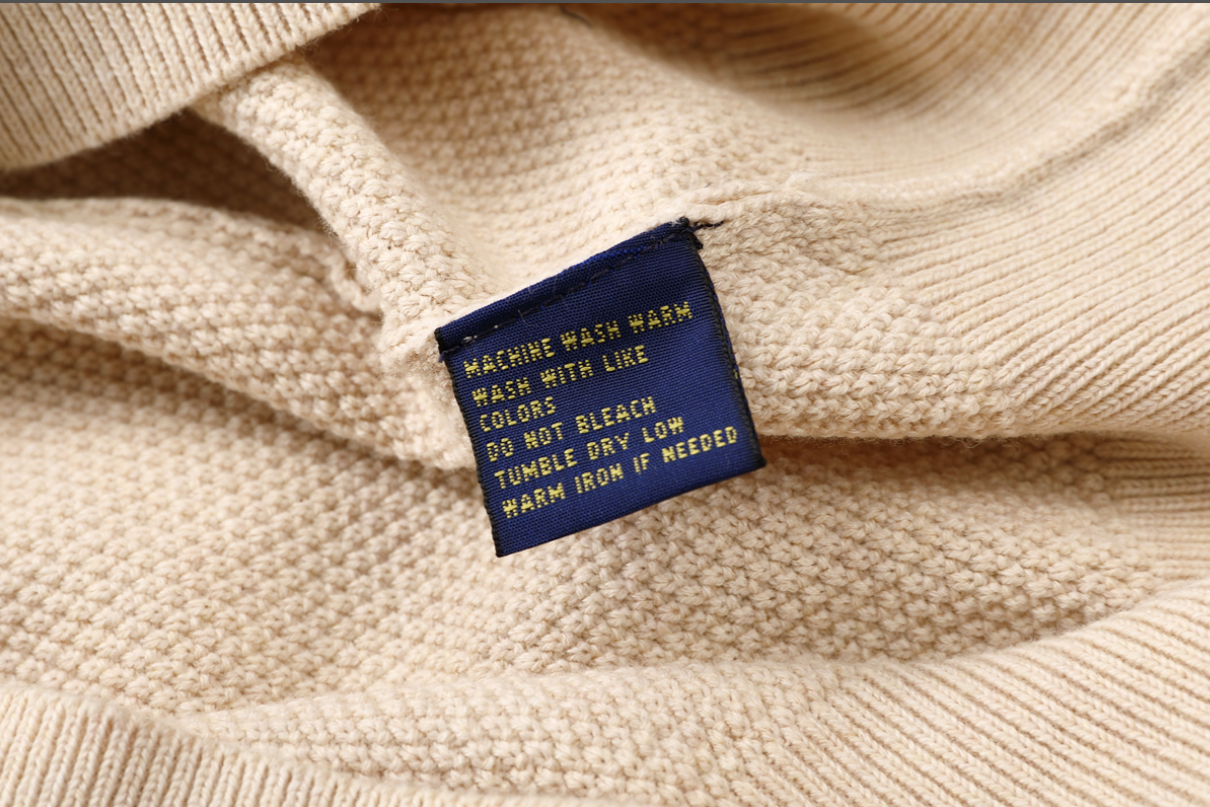 MACHINE WASH WARM
WASH WITH LIKE
COLORS
DO NOT BLEACH
TUMBLE DRY LOW
WARM IRON IF NEEDED